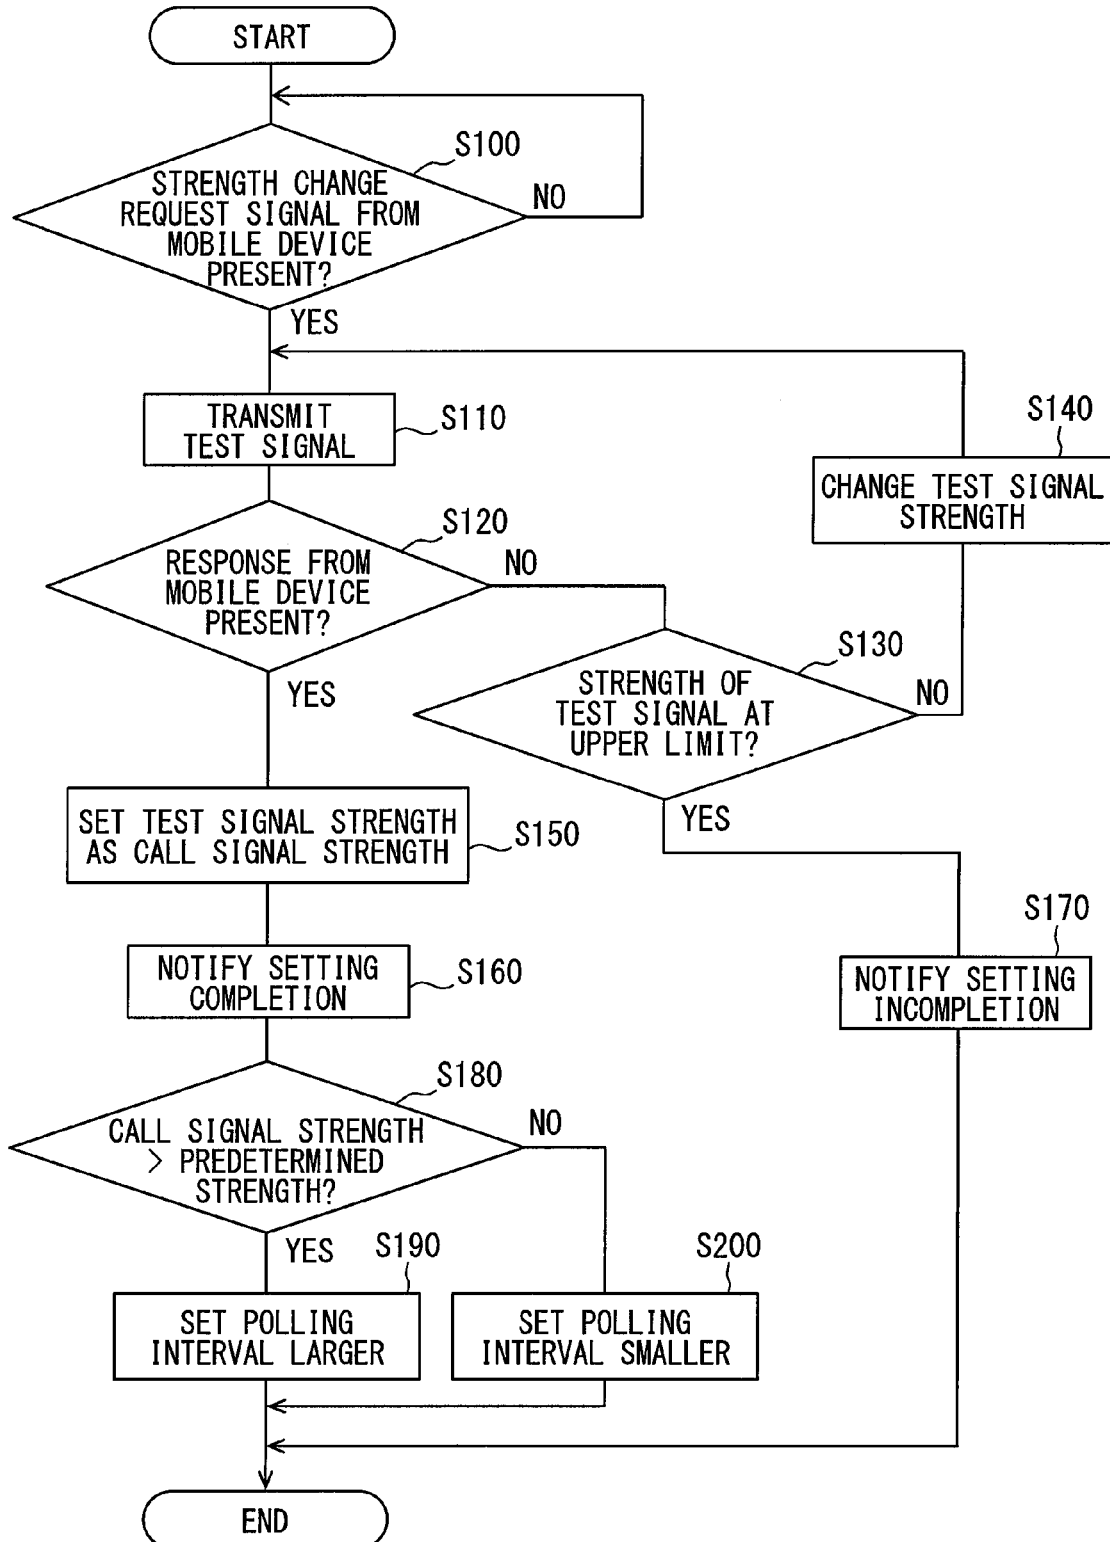 START
S100
STRENGTH CHANGE
REQUEST SIGNAL FROM
MOBILE DEVICE
PRESENT?
NO
YES
TRANSMIT
TEST SIGNAL
S110
S140
CHANGE TEST SIGNAL
STRENGTH
S120
RESPONSE FROM
MOBILE DEVICE
PRESENT?
NO
YES
S130
STRENGTH OF
TEST SIGNAL AT
UPPER LIMIT?
NO
YES
SET TEST SIGNAL STRENGTH
AS CALL SIGNAL STRENGTH
S150
NOTIFY SETTING
COMPLETION
S160
S170
NOTIFY SETTING
INCOMPLETION
S180
CALL SIGNAL STRENGTH
> PREDETERMINED
STRENGTH?
NO
YES
S190
SET POLLING
INTERVAL LARGER
S200
SET POLLING
INTERVAL SMALLER
END